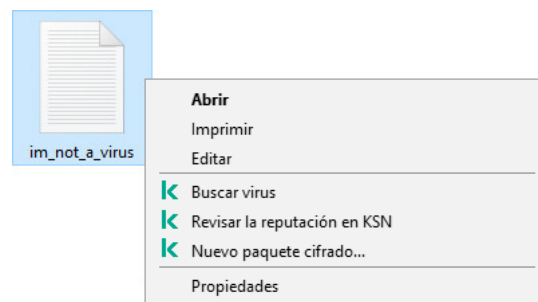 im_not_a_virus
Abrir
Imprimir
Editar
Buscar virus
Revisar la reputación en KSN
Nuevo paquete cifrado...
Propiedades